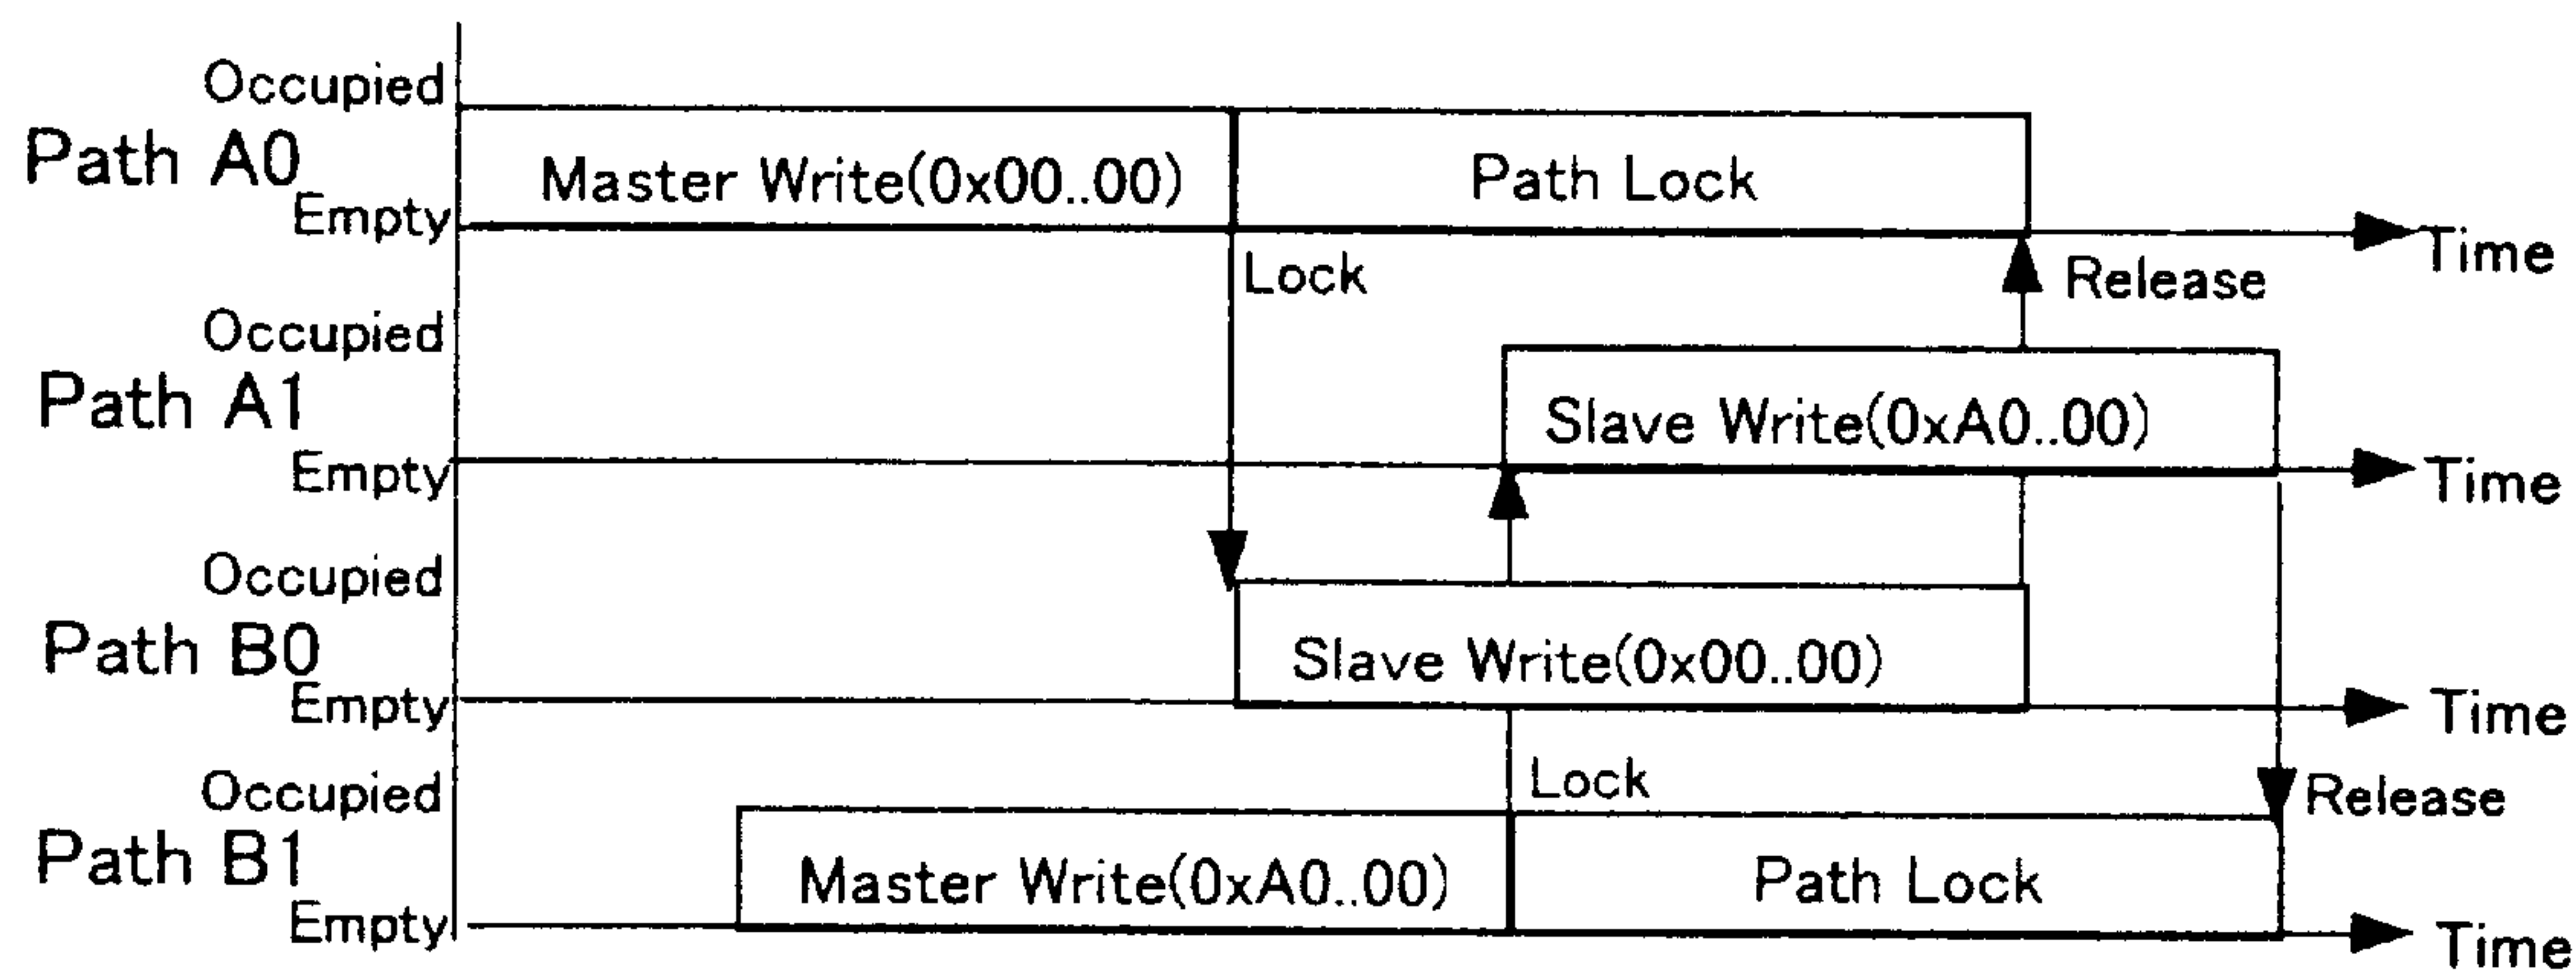 Occupied
Path A0
Master Write(0x00..00)
Path Lock
Empty
Time
Lock
Release
Occupied
Path A1
Slave Write(0xA0..00)
Empty
Time
Occupied
Path B0
Slave Write(0x00..00)
Empty
Time
Lock
Occupied
Release
Path B1
Master Write(0xA0..00)
Path Lock
Empty
Time